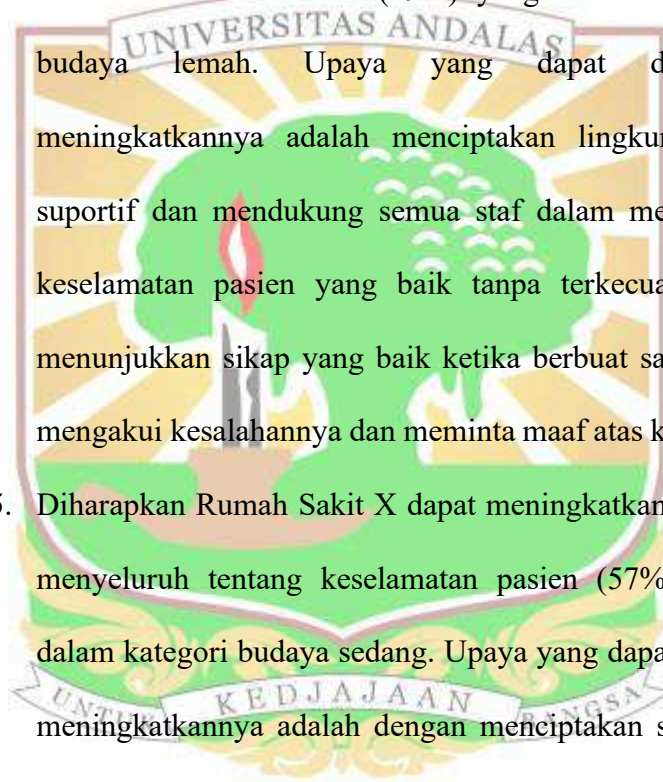 UNIVERSITAS ANDALAS
budaya lemah. Upaya yang dapat d
meningkatkannya adalah menciptakan lingku
suportif dan mendukung semua staf dalam me
keselamatan pasien yang baik tanpa terkecua
menunjukkan sikap yang baik ketika berbuat sa
mengakui kesalahannya dan meminta maaf atas k
Diharapkan Rumah Sakit X dapat meningkatkan
menyeluruh tentang keselamatan pasien (57%
dalam kategori budaya sedang. Upaya yang dapa
meningkatkannya adalah dengan menciptakan s
UNTUK KEDJAJAAN BANGSA